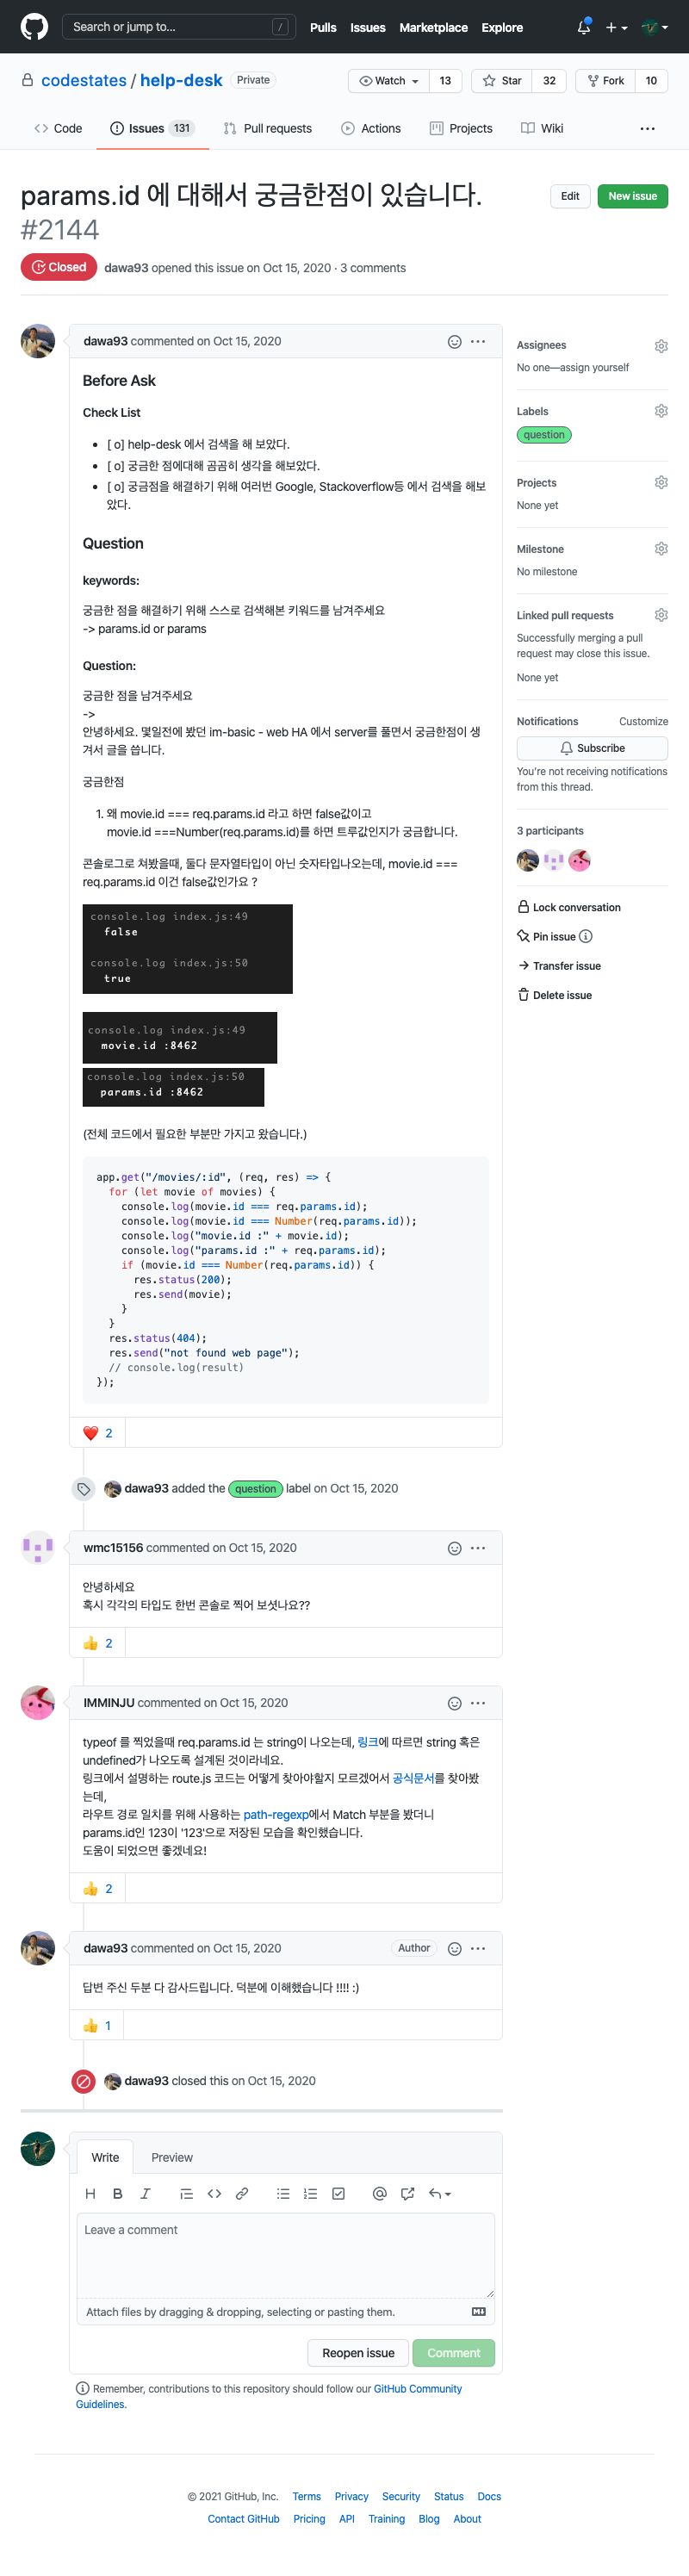 Search or jump to... /
Pulls Issues Marketplace Explore
codestates / help-desk Private
Watch 13 Star 32 Fork 10
Code Issues 131 Pull requests Actions Projects Wiki ...
params.id 에 대해서 궁금한점이 있습니다.
#2144
Edit New issue
Closed dawa93 opened this issue on Oct 15, 2020 · 3 comments
dawa93 commented on Oct 15, 2020
Before Ask
Check List
• [ o] help-desk 에서 검색을 해 보았다.
• [ o] 궁금한 점에대해 곰곰히 생각을 해보았다.
• [ o] 궁금점을 해결하기 위해 여러번 Google, Stackoverflow등 에서 검색을 해보
았다.
Question
keywords:
궁금한 점을 해결하기 위해 스스로 검색해본 키워드를 남겨주세요
-> params.id or params
Question:
궁금한 점을 남겨주세요
->
안녕하세요. 몇일전에 봤던 im-basic - web HA 에서 server를 풀면서 궁금한점이 생
겨서 글을 씁니다.
궁금한점
1. 왜 movie.id === req.params.id 라고 하면 false값이고
movie.id ===Number(req.params.id)를 하면 트루값인지가 궁금합니다.
콘솔로그로 쳐봤을때, 둘다 문자열타입이 아닌 숫자타입나오는데, movie.id ===
req.params.id 이건 false값인가요 ?
console.log index.js:49
false
console.log index.js:50
true
console.log index.js:49
movie.id :8462
console.log index.js:50
params.id :8462
(전체 코드에서 필요한 부분만 가지고 왔습니다.)
app.get("/movies/:id", (req, res) => {
for (let movie of movies) {
console.log(movie.id === req.params.id);
console.log(movie.id === Number(req.params.id));
console.log("movie.id :" + movie.id);
console.log("params.id :" + req.params.id);
if (movie.id === Number(req.params.id)) {
res.status(200);
res.send(movie);
}
}
res.status(404);
res.send("not found web page");
// console.log(result)
});
❤️ 2
dawa93 added the question label on Oct 15, 2020
wmc15156 commented on Oct 15, 2020
안녕하세요
혹시 각각의 타입도 한번 콘솔로 찍어 보셧나요??
👍 2
IMMINJU commented on Oct 15, 2020
typeof 를 찍었을때 req.params.id 는 string이 나오는데, 링크에 따르면 string 혹은
undefined가 나오도록 설계된 것이라네요.
링크에서 설명하는 route.js 코드는 어떻게 찾아야할지 모르겠어서 공식문서를 찾아봤
는데,
라우트 경로 일치를 위해 사용하는 path-regexp에서 Match 부분을 봤더니
params.id인 123이 '123'으로 저장된 모습을 확인했습니다.
도움이 되었으면 좋겠네요!
👍 2
dawa93 commented on Oct 15, 2020 Author
답변 주신 두분 다 감사드립니다. 덕분에 이해했습니다 !!!! :)
👍 1
dawa93 closed this on Oct 15, 2020
Assignees
No one—assign yourself
Labels
question
Projects
None yet
Milestone
No milestone
Linked pull requests
Successfully merging a pull
request may close this issue.
None yet
Notifications Customize
Subscribe
You're not receiving notifications
from this thread.
3 participants
Lock conversation
Pin issue
Transfer issue
Delete issue
Write Preview
H B I
Leave a comment
Attach files by dragging & dropping, selecting or pasting them.
Reopen issue Comment
Remember, contributions to this repository should follow our GitHub Community
Guidelines.
© 2021 GitHub, Inc. Terms Privacy Security Status Docs
Contact GitHub Pricing API Training Blog About